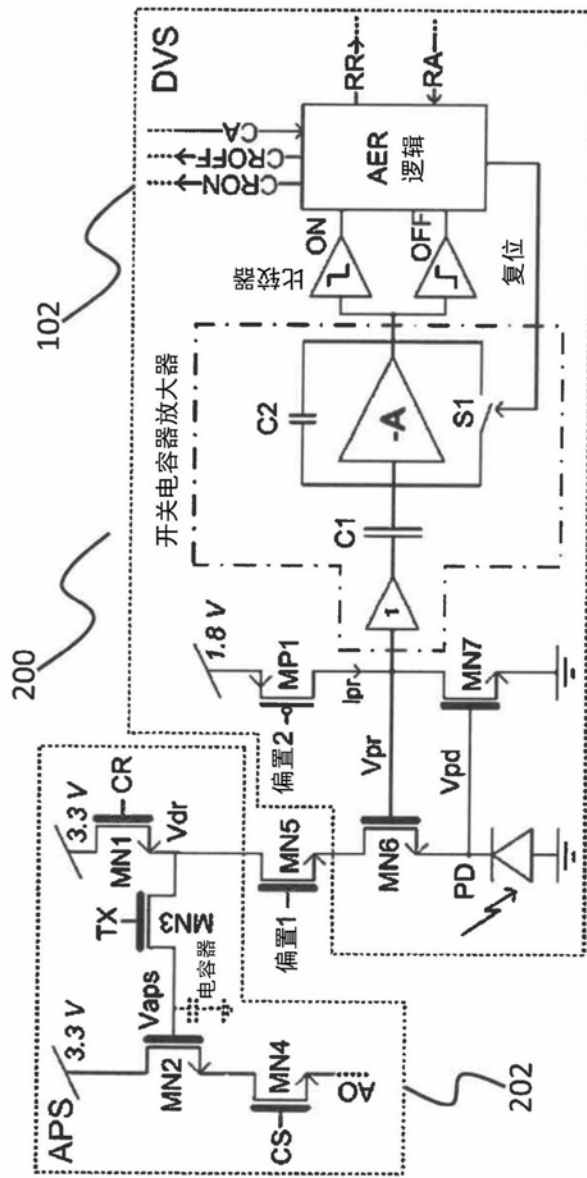 200
102
APS
DVS
3.3 V
3.3 V
TX
CR
MN1
Vdr
MN3
Vaps
电容器
MN2
MN4
CS
AO
202
1.8 V
偏置2
MP1
Ipr
偏置1
MN5
Vpr
MN6
MN7
Vpd
PD
开关电容器放大器
1
C1
C2
-A
S1
比较器
ON
OFF
复位
AER
逻辑
CRON
CROFF
CA
RR
RA